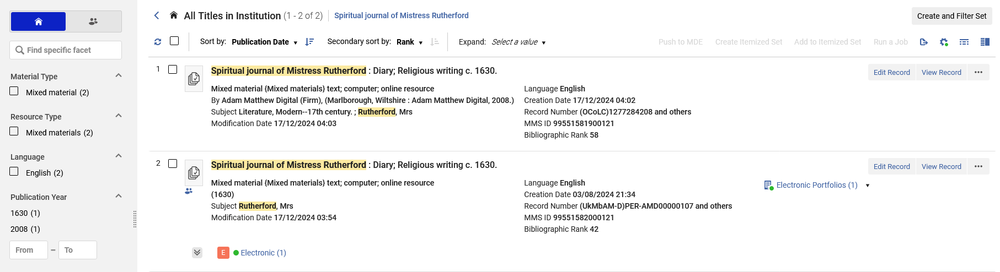 All Titles in Institution (1 - 2 of 2) Spiritual journal of Mistress Rutherford Create and Filter Set
Find specific facet
Material Type
Mixed material (2)
Resource Type
Mixed materials (2)
Language
English (2)
Publication Year
1630 (1)
2008 (1)
From – To
Sort by: Publication Date Secondary sort by: Rank Expand: Select a value Push to MDE Create Itemized Set Add to Itemized Set Run a Job
1 Spiritual journal of Mistress Rutherford : Diary; Religious writing c. 1630. Edit Record View Record ...
Mixed material {Mixed materials} text; computer; online resource
By Adam Matthew Digital (Firm), (Marlborough, Wiltshire : Adam Matthew Digital, 2008.)
Subject Literature, Modern--17th century. ; Rutherford, Mrs
Modification Date 17/12/2024 04:03
Language English
Creation Date 17/12/2024 04:02
Record Number (OCoLC)1277284208 and others
MMS ID 99551581900121
Bibliographic Rank 58
2 Spiritual journal of Mistress Rutherford : Diary; Religious writing c. 1630. Edit Record View Record ...
Mixed material {Mixed materials} text; computer; online resource
(1630)
Subject Rutherford, Mrs
Modification Date 17/12/2024 03:54
Language English
Creation Date 03/08/2024 21:34
Record Number (UkMbAM-D)PER-AMD00000107 and others
MMS ID 99551582000121
Bibliographic Rank 42
Electronic Portfolios (1)
E Electronic (1)